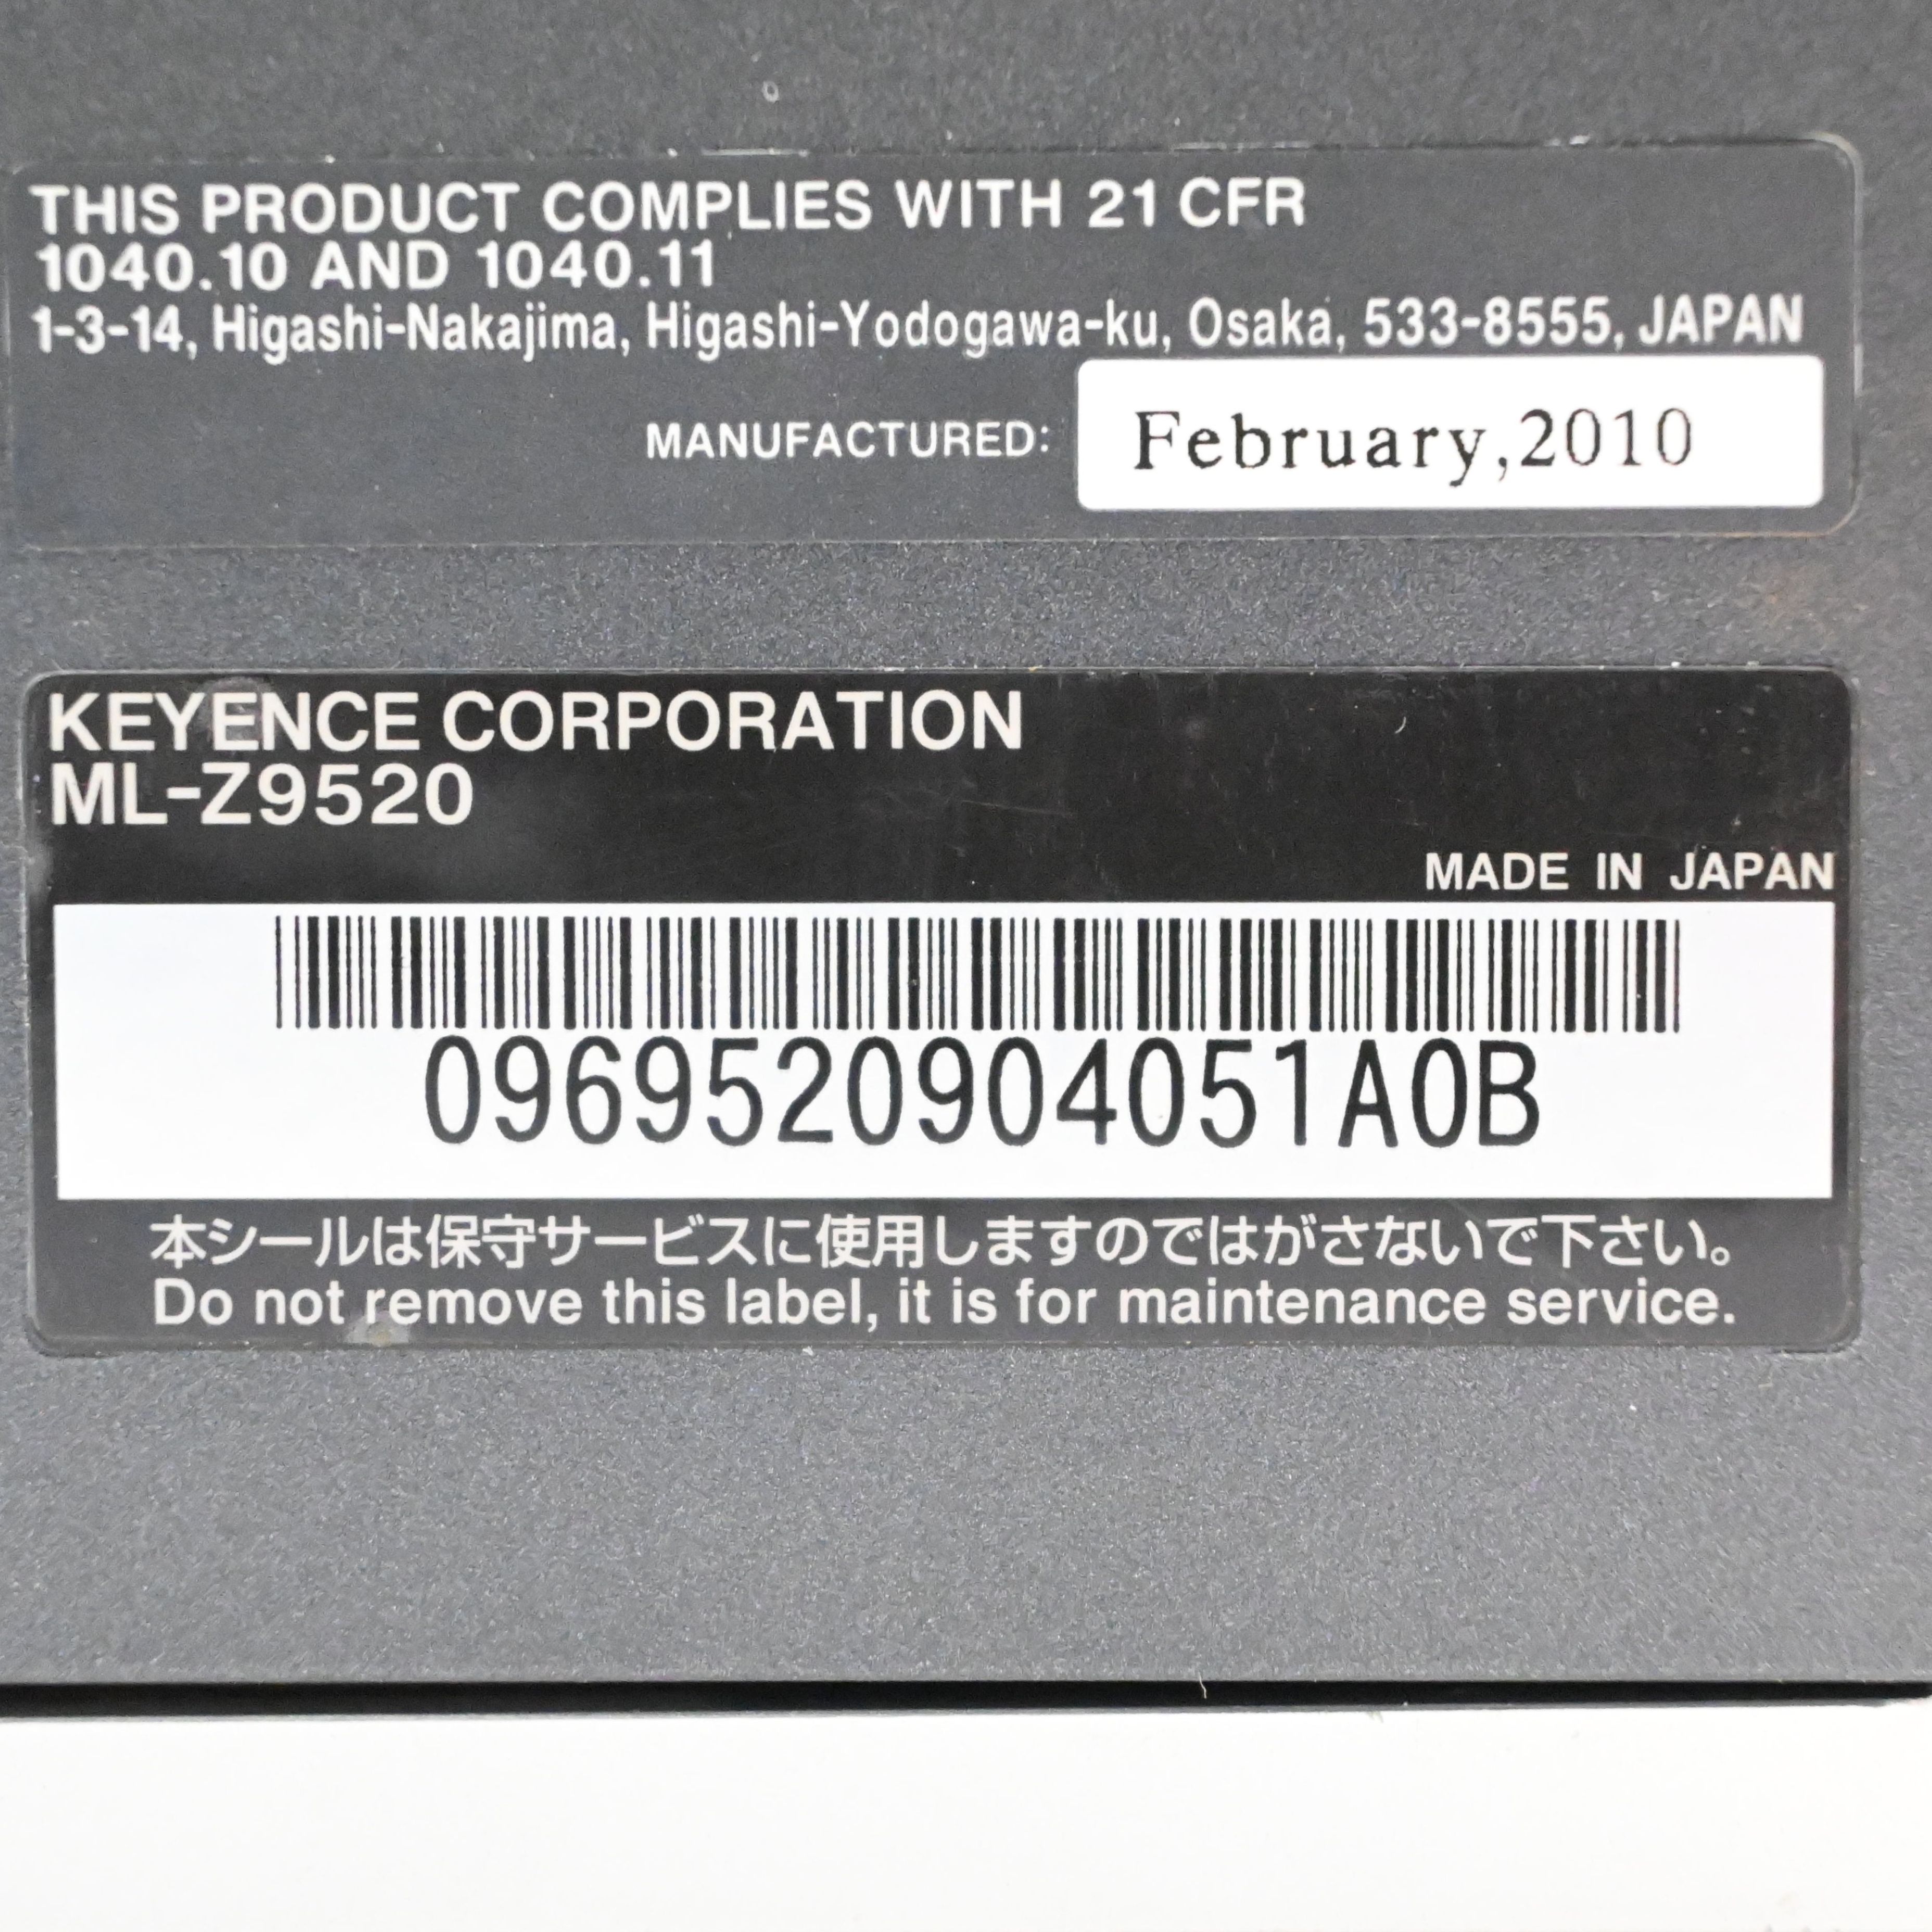 THIS PRODUCT COMPLIES WITH 21 CFR
1040.10 AND 1040.11
1-3-14, Higashi-Nakajima, Higashi-Yodogawa-ku, Osaka, 533-8555, JAPAN
MANUFACTURED: February,2010
KEYENCE CORPORATION
ML-Z9520
MADE IN JAPAN
0969520904051A0B
本シールは保守サービスに使用しますのではがさないで下さい。
Do not remove this label, it is for maintenance service.